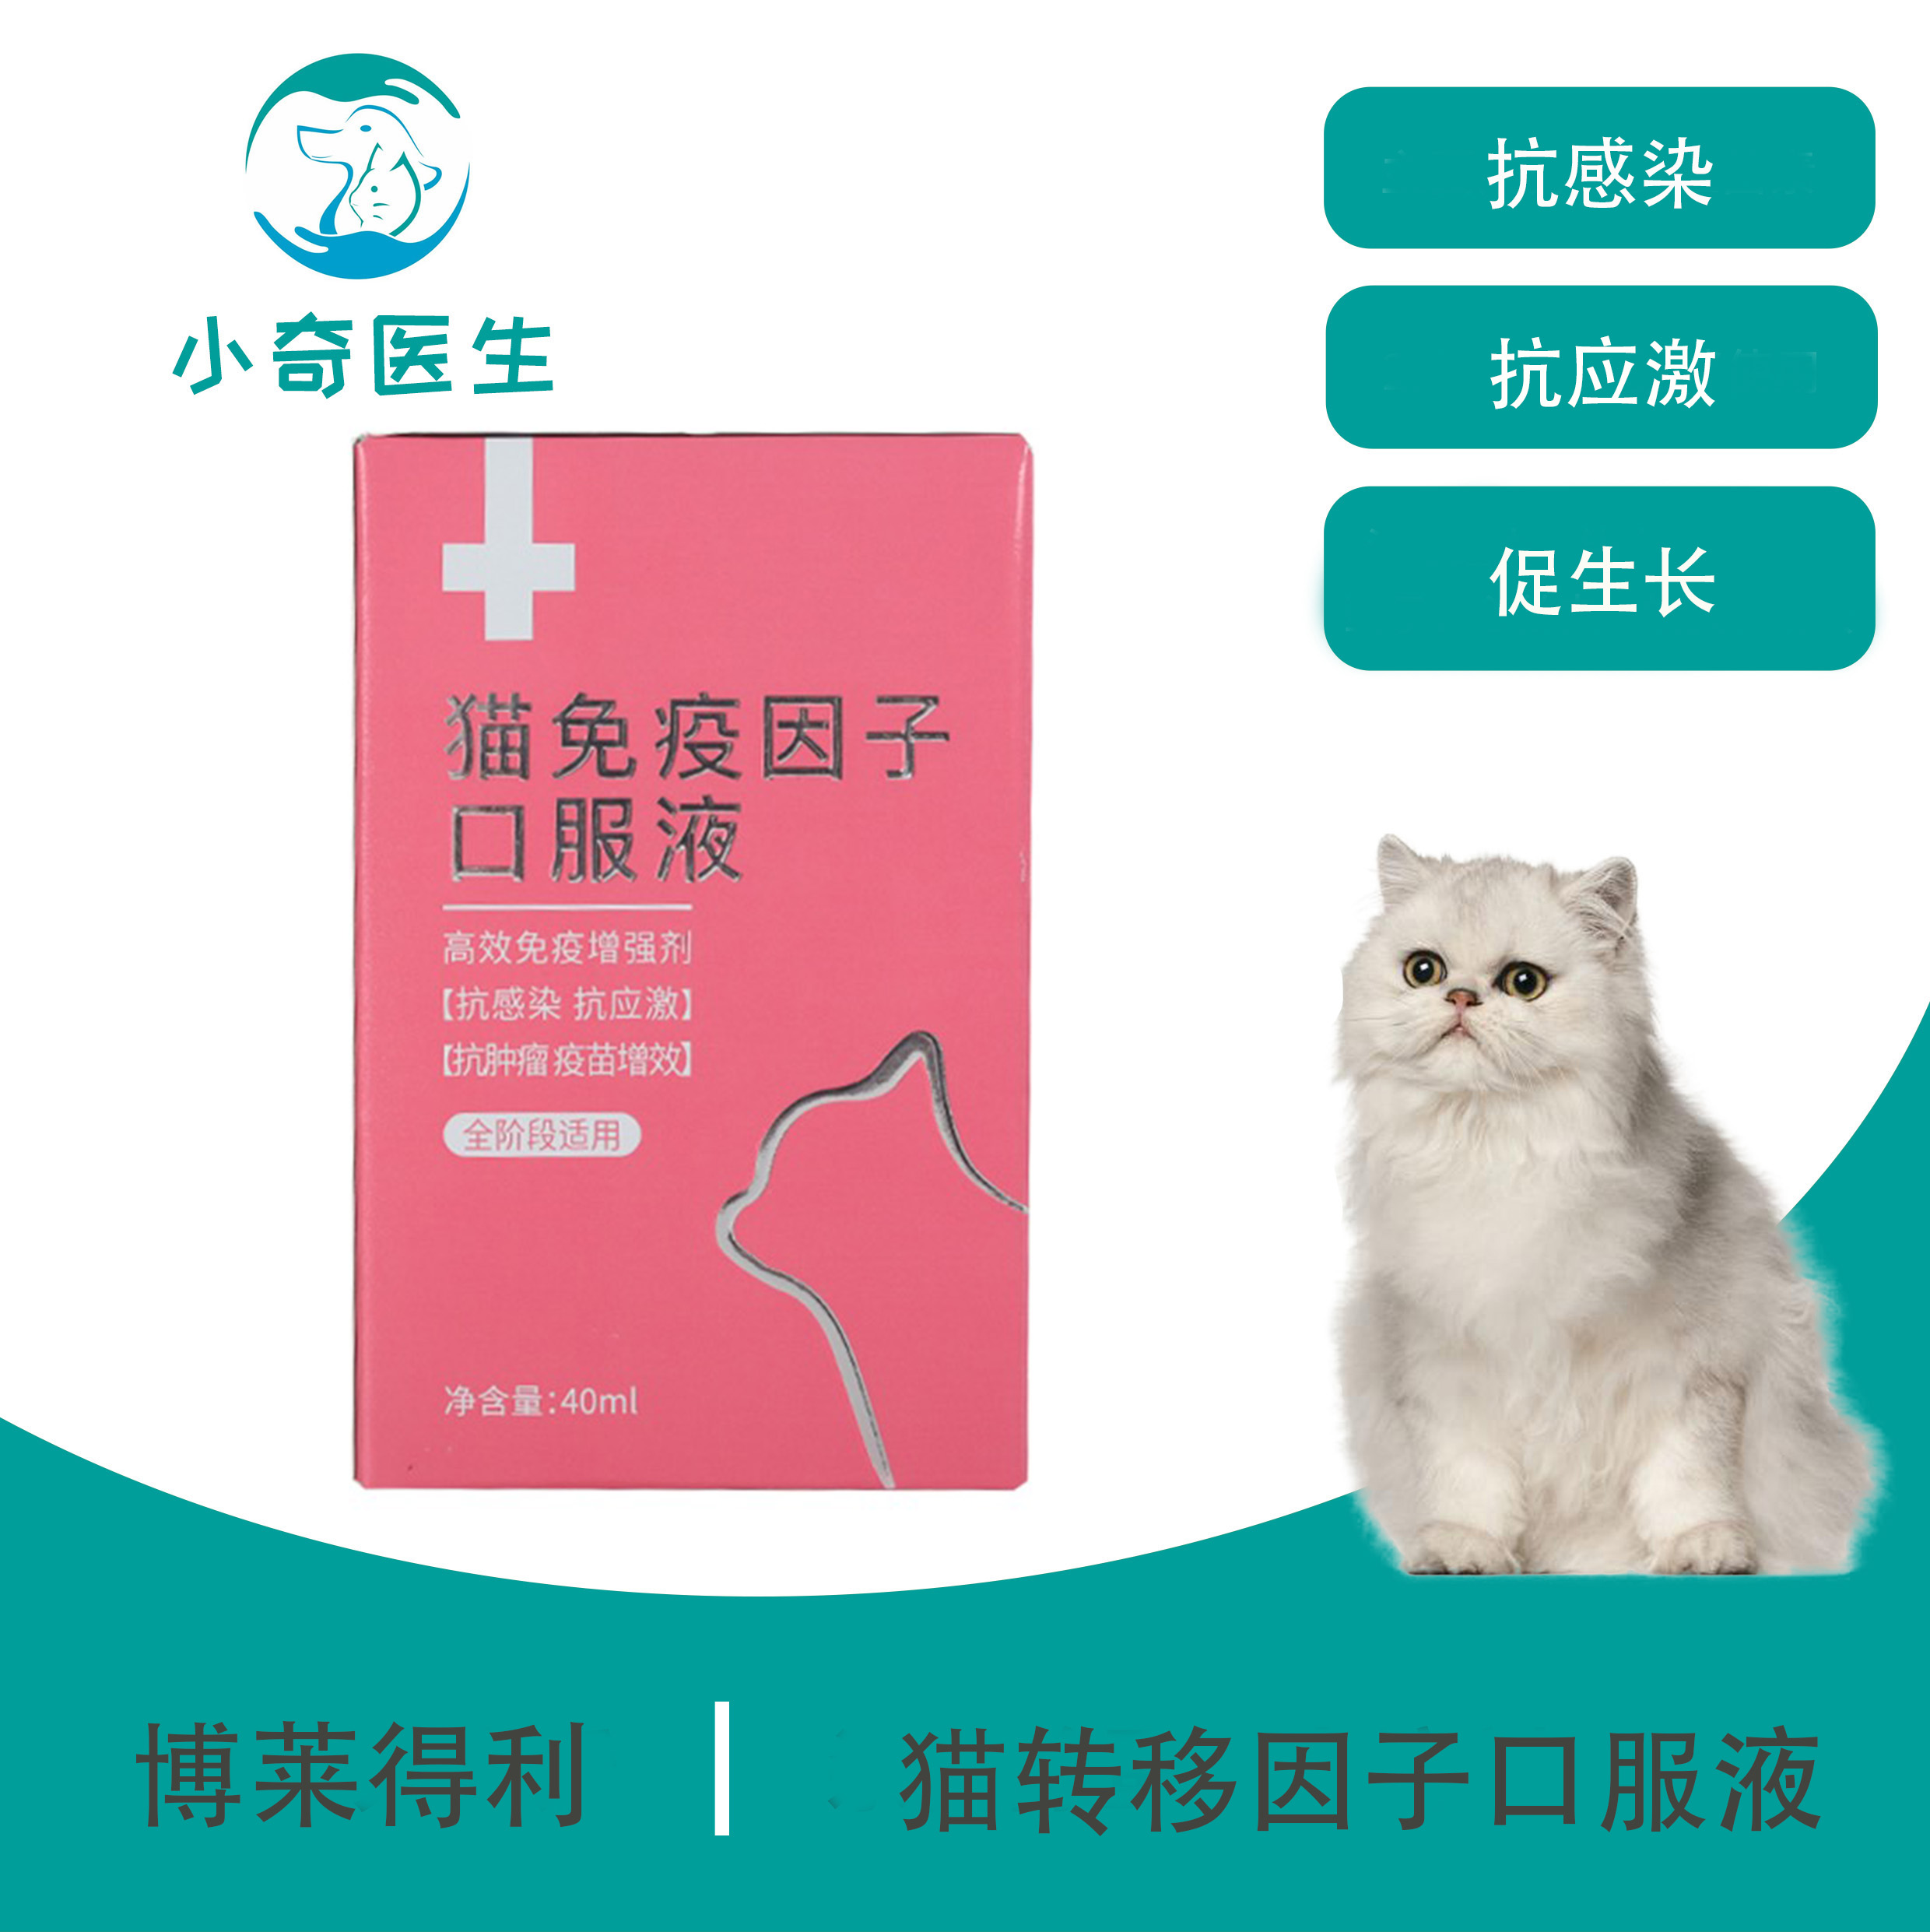 小奇医生
抗感染
抗应激
促生长
猫免疫因子
口服液
高效免疫增强剂
【抗感染 抗应激】
【抗肿瘤 疫苗增效】
全阶段适用
净含量:40ml
博莱得利
猫转移因子口服液